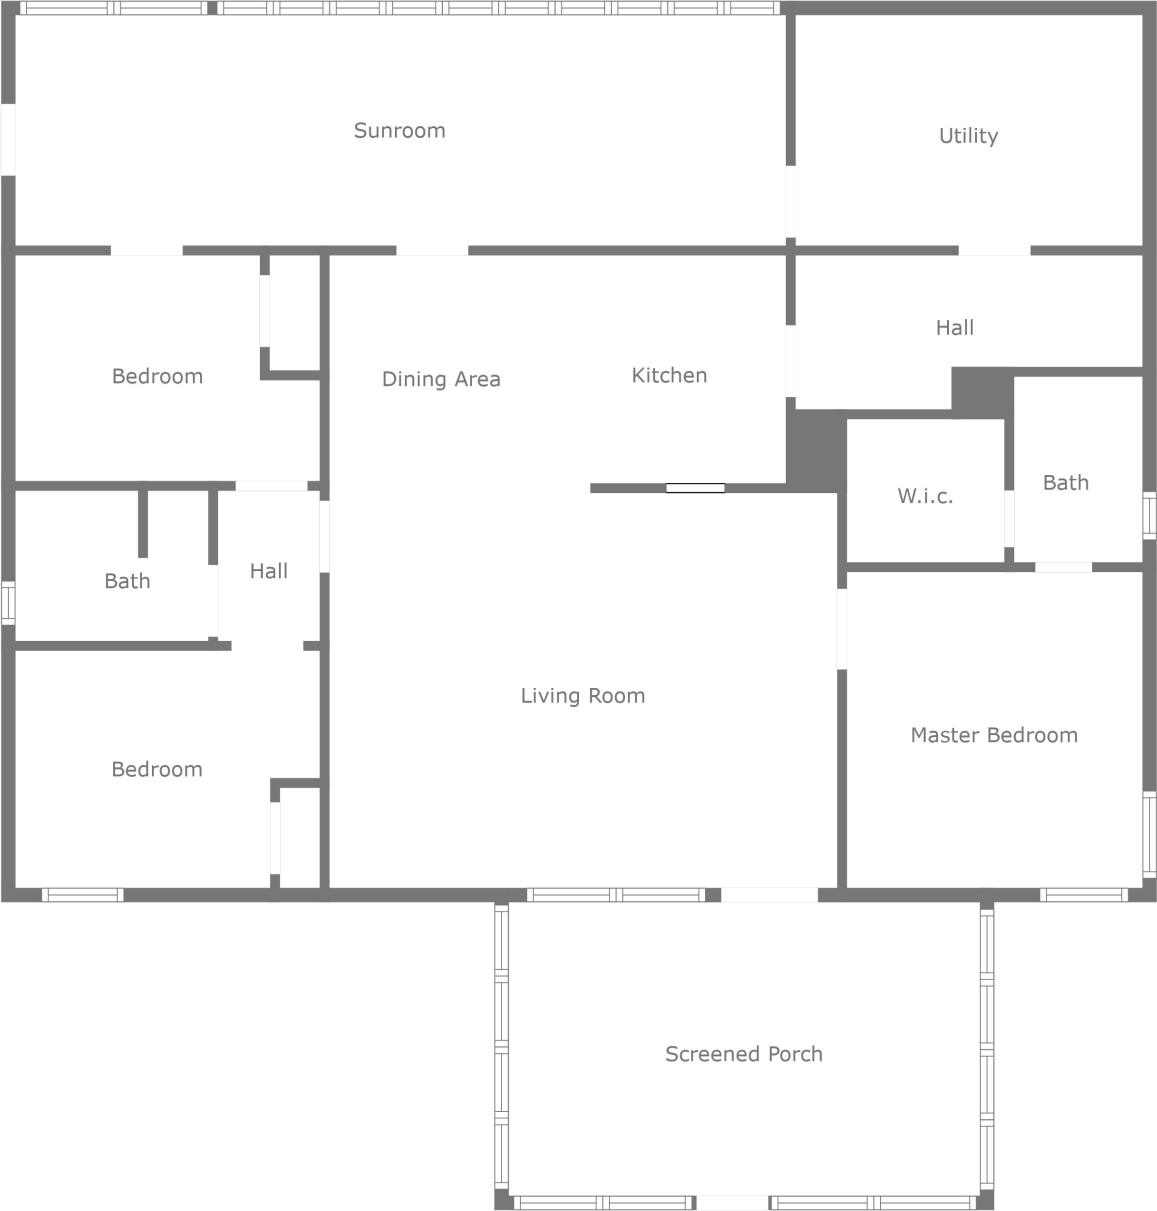 Sunroom
Utility
Hall
Bedroom
Dining Area
Kitchen
W.i.c.
Bath
Bath
Hall
Living Room
Master Bedroom
Bedroom
Screened Porch